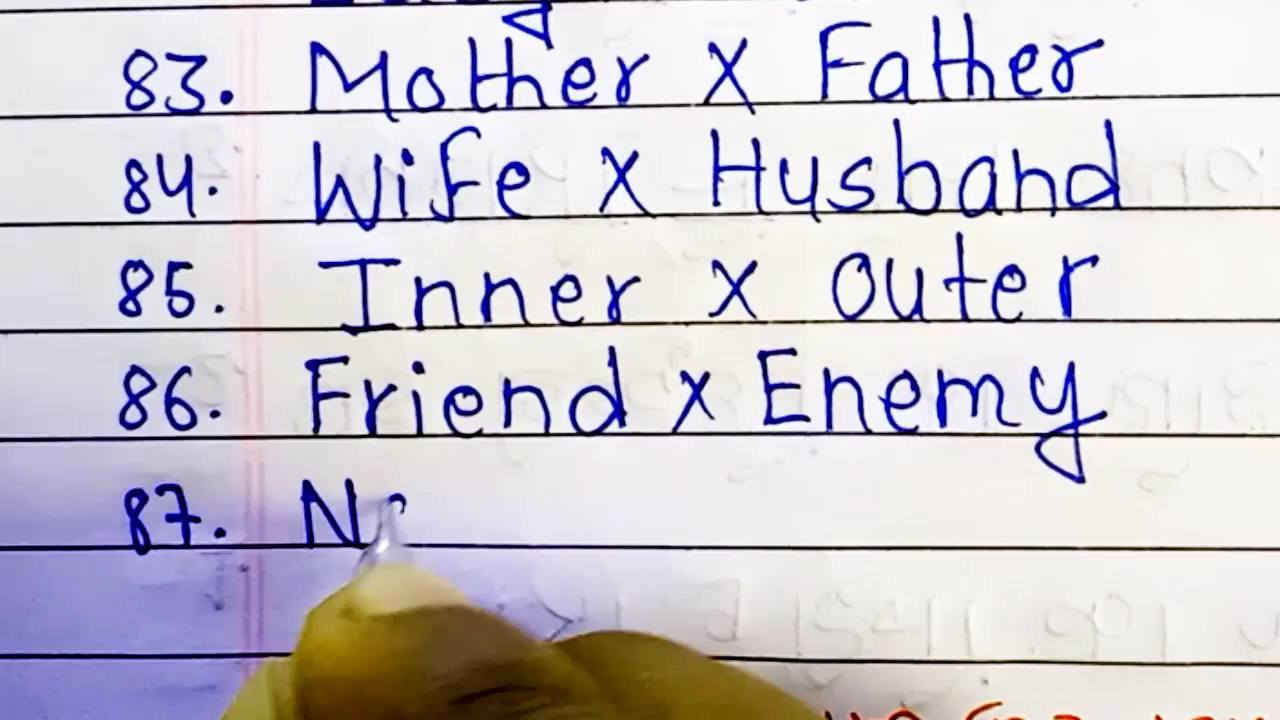 83. Mother X Father
84. Wife X Husband
85. Inner X outer
86. Friend X Enemy
87. N